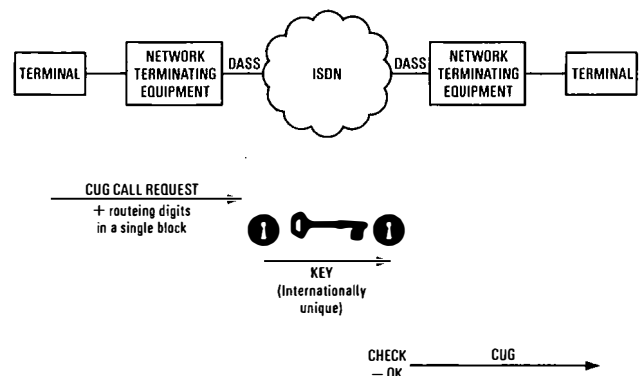 TERMINAL
NETWORK
TERMINATING
EQUIPMENT
DASS
ISDN
DASS
NETWORK
TERMINATING
EQUIPMENT
TERMINAL
CUG CALL REQUEST
+ routeing digits
in a single block
KEY
(Internationally
unique)
CHECK
– OK
CUG